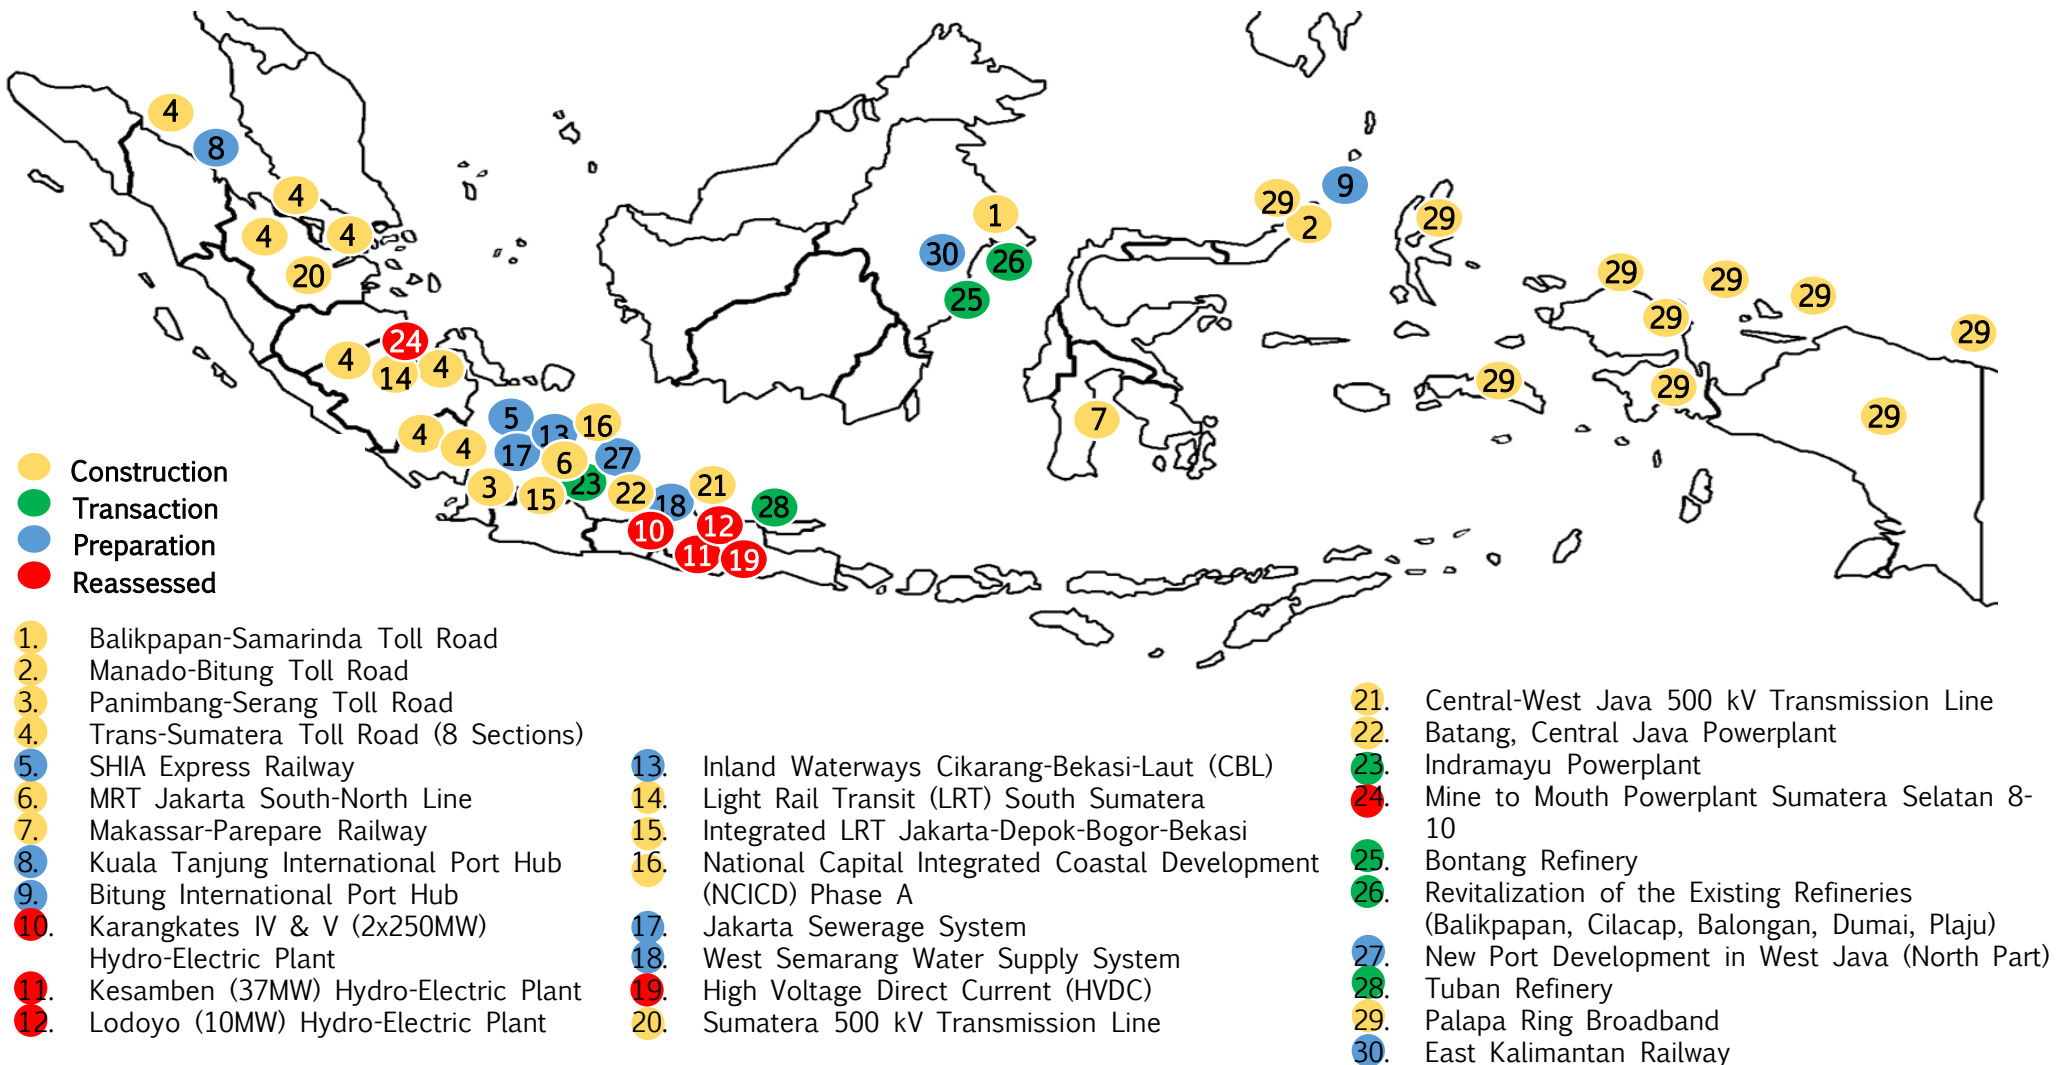 4
8
4
4
4
20
24
4
14
4
4
4
5
13
16
17
6
27
3
15
23
22
18
21
28
10
12
11
19
1
30
26
25
29
9
2
29
7
29
29
29
29
29
29
29
29
Construction
Transaction
Preparation
Reassessed
1. Balikpapan-Samarinda Toll Road
2. Manado-Bitung Toll Road
3. Panimbang-Serang Toll Road
4. Trans-Sumatera Toll Road (8 Sections)
5. SHIA Express Railway
6. MRT Jakarta South-North Line
7. Makassar-Parepare Railway
8. Kuala Tanjung International Port Hub
9. Bitung International Port Hub
10. Karangkates IV & V (2x250MW)
Hydro-Electric Plant
11. Kesamben (37MW) Hydro-Electric Plant
12. Lodoyo (10MW) Hydro-Electric Plant
13. Inland Waterways Cikarang-Bekasi-Laut (CBL)
14. Light Rail Transit (LRT) South Sumatera
15. Integrated LRT Jakarta-Depok-Bogor-Bekasi
16. National Capital Integrated Coastal Development
(NCICD) Phase A
17. Jakarta Sewerage System
18. West Semarang Water Supply System
19. High Voltage Direct Current (HVDC)
20. Sumatera 500 kV Transmission Line
21. Central-West Java 500 kV Transmission Line
22. Batang, Central Java Powerplant
23. Indramayu Powerplant
24. Mine to Mouth Powerplant Sumatera Selatan 8-
10
25. Bontang Refinery
26. Revitalization of the Existing Refineries
(Balikpapan, Cilacap, Balongan, Dumai, Plaju)
27. New Port Development in West Java (North Part)
28. Tuban Refinery
29. Palapa Ring Broadband
30. East Kalimantan Railway